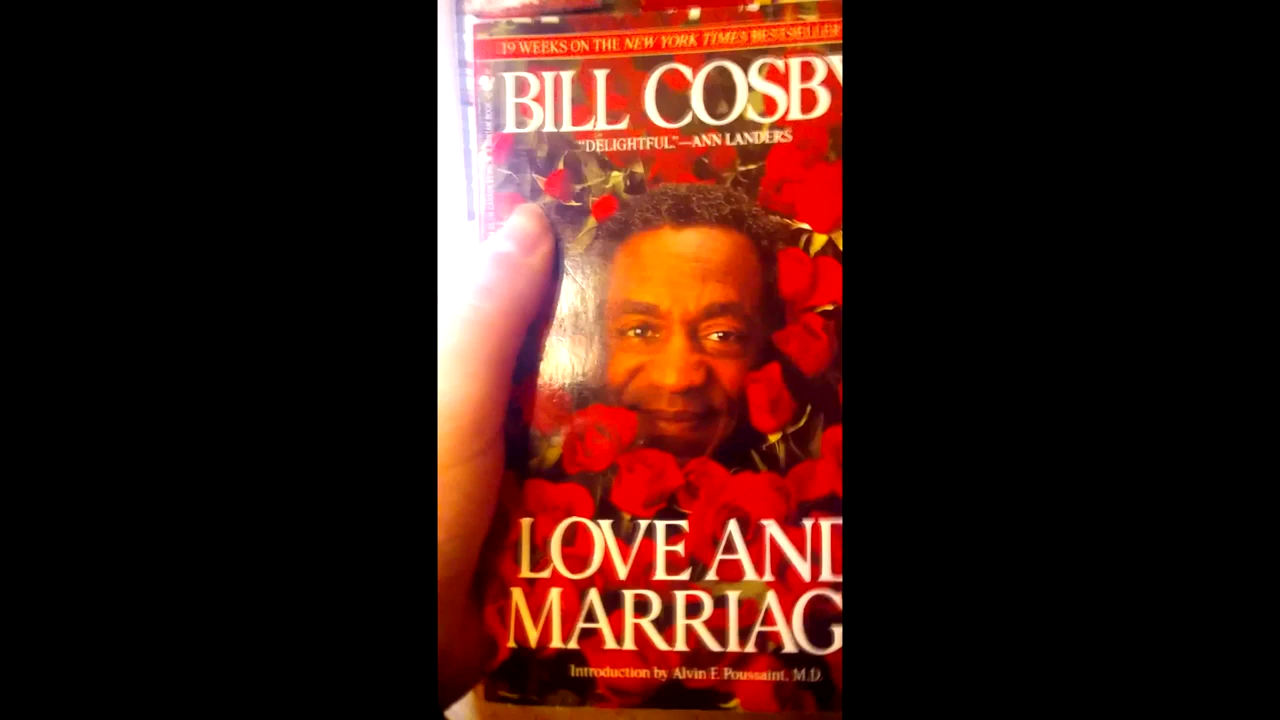 19 WEEKS ON THE NEW YORK TIMES BESTSELLER
BILL COSBY
"DELIGHTFUL."—ANN LANDERS
LOVE AND
MARRIAG
Introduction by Alvin F. Poussaint, M.D.